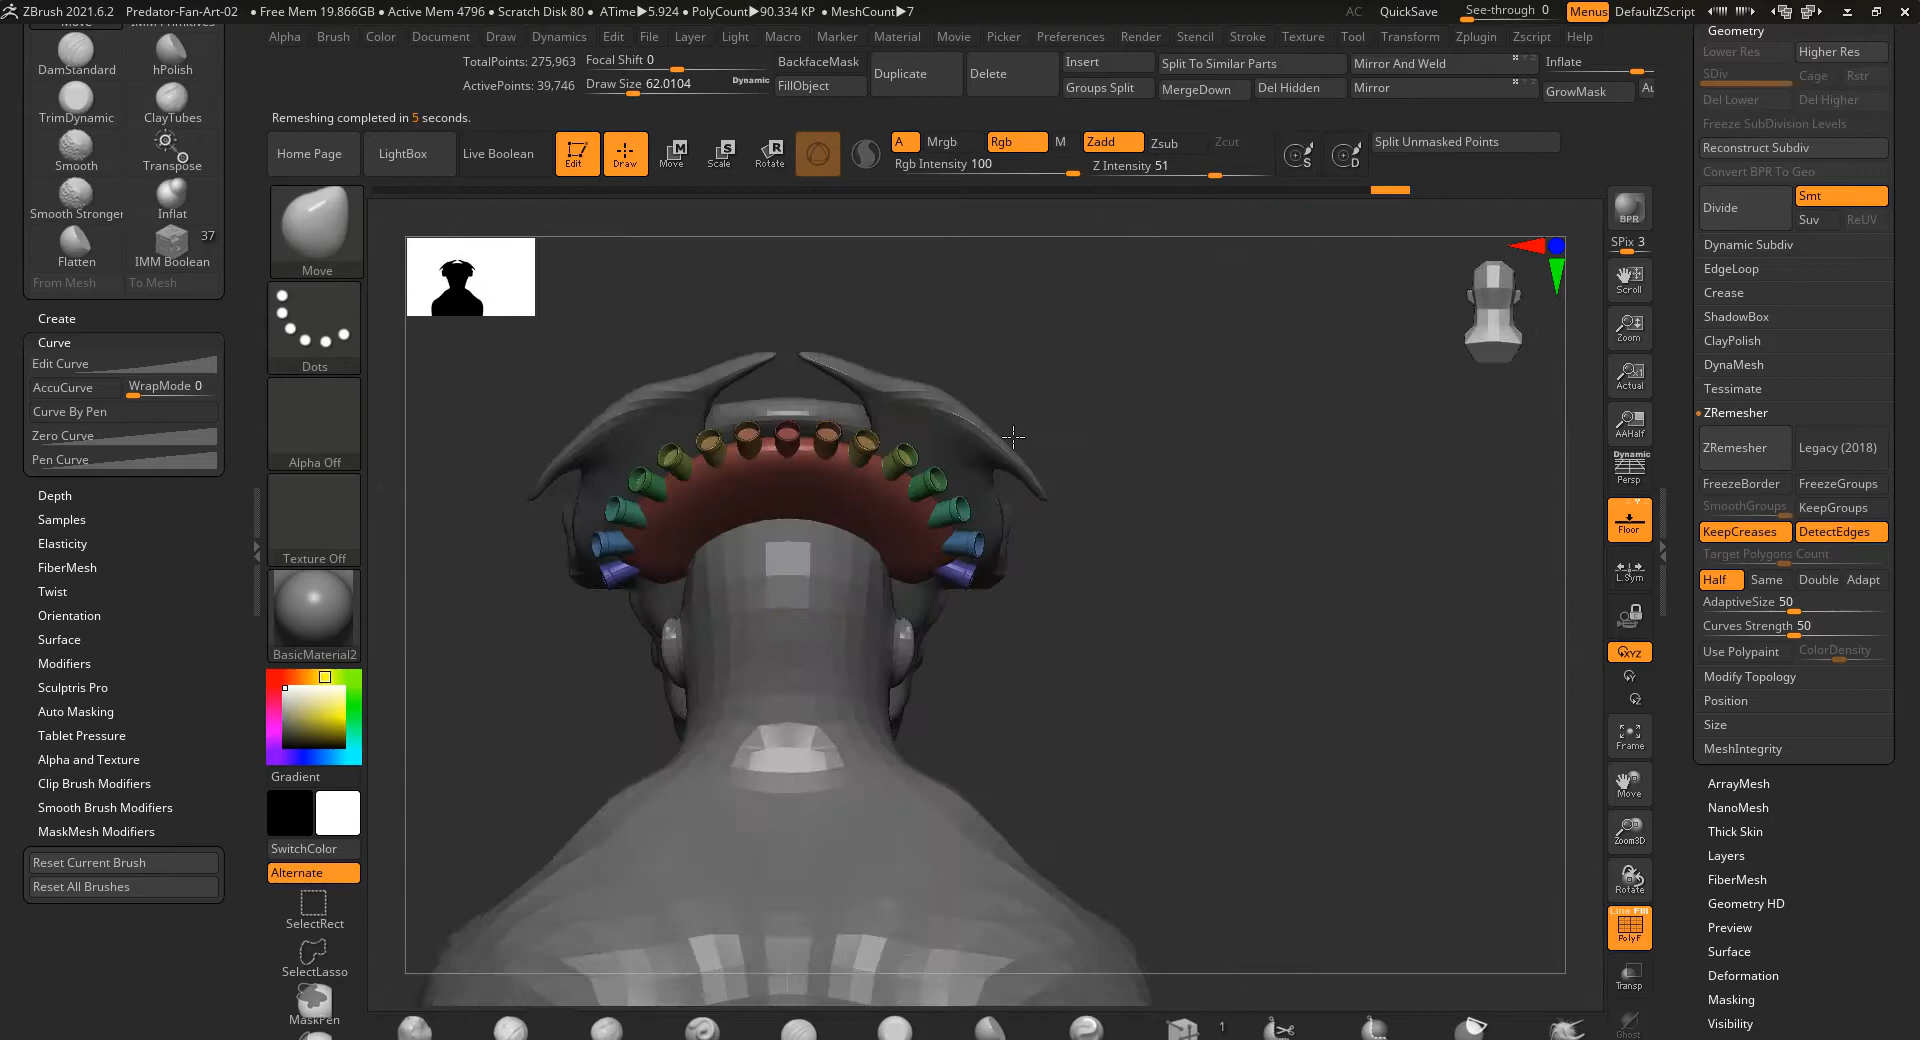 ZBrush 2021.6.2 Predator-Fan-Art-02 • Free Mem 19.866GB • Active Mem 4796 • Scratch Disk 80 • ATime▶5.924 • PolyCount▶90.334 KP • MeshCount▶7 AC QuickSave See-through 0 Menus DefaultZScript
Alpha Brush Color Document Draw Dynamics Edit File Layer Light Macro Marker Material Movie Picker Preferences Render Stencil Stroke Texture Tool Transform Zplugin Zscript Help
DamStandard hPolish
TrimDynamic ClayTubes
Smooth Transpose
Smooth Stronger Inflat
37
Flatten IMM Boolean
From Mesh To Mesh
Create
Curve
Edit Curve
AccuCurve WrapMode 0
Curve By Pen
Zero Curve
Pen Curve
Depth
Samples
Elasticity
FiberMesh
Twist
Orientation
Surface
Modifiers
Sculptris Pro
Auto Masking
Tablet Pressure
Alpha and Texture
Clip Brush Modifiers
Smooth Brush Modifiers
MaskMesh Modifiers
Reset Current Brush
Reset All Brushes
TotalPoints: 275,963 Focal Shift 0 BackfaceMask Duplicate Delete Insert Split To Similar Parts Mirror And Weld Inflate
ActivePoints: 39,746 Draw Size 62.0104 Dynamic FillObject Groups Split MergeDown Del Hidden Mirror GrowMask
Remeshing completed in 5 seconds.
Home Page LightBox Live Boolean Edit Draw Move Scale Rotate A Mrgb Rgb M Zadd Zsub Zcut Split Unmasked Points
Rgb Intensity 100 Z Intensity 51
S D
Move
Dots
Alpha Off
Texture Off
BasicMaterial2
Gradient
SwitchColor
Alternate
SelectRect
SelectLasso
MaskPen
1
BPR
SPix 3
Scroll
Zoom
Actual
AAHalf
Dynamic
Persp
Floor
L.Sym
XYZ
Y
Z
Frame
Move
Zoom3D
Rotate
Line Fill
PolyF
Transp
Ghost
Geometry
Lower Res Higher Res
SDiv Cage Rstr
Del Lower Del Higher
Freeze SubDivision Levels
Reconstruct Subdiv
Convert BPR To Geo
Divide Smt
Suv ReUV
Dynamic Subdiv
EdgeLoop
Crease
ShadowBox
ClayPolish
DynaMesh
Tessimate
ZRemesher
ZRemesher Legacy (2018)
FreezeBorder FreezeGroups
SmoothGroups KeepGroups
KeepCreases DetectEdges
Target Polygons Count
Half Same Double Adapt
AdaptiveSize 50
Curves Strength 50
Use Polypaint ColorDensity
Modify Topology
Position
Size
MeshIntegrity
ArrayMesh
NanoMesh
Thick Skin
Layers
FiberMesh
Geometry HD
Preview
Surface
Deformation
Masking
Visibility